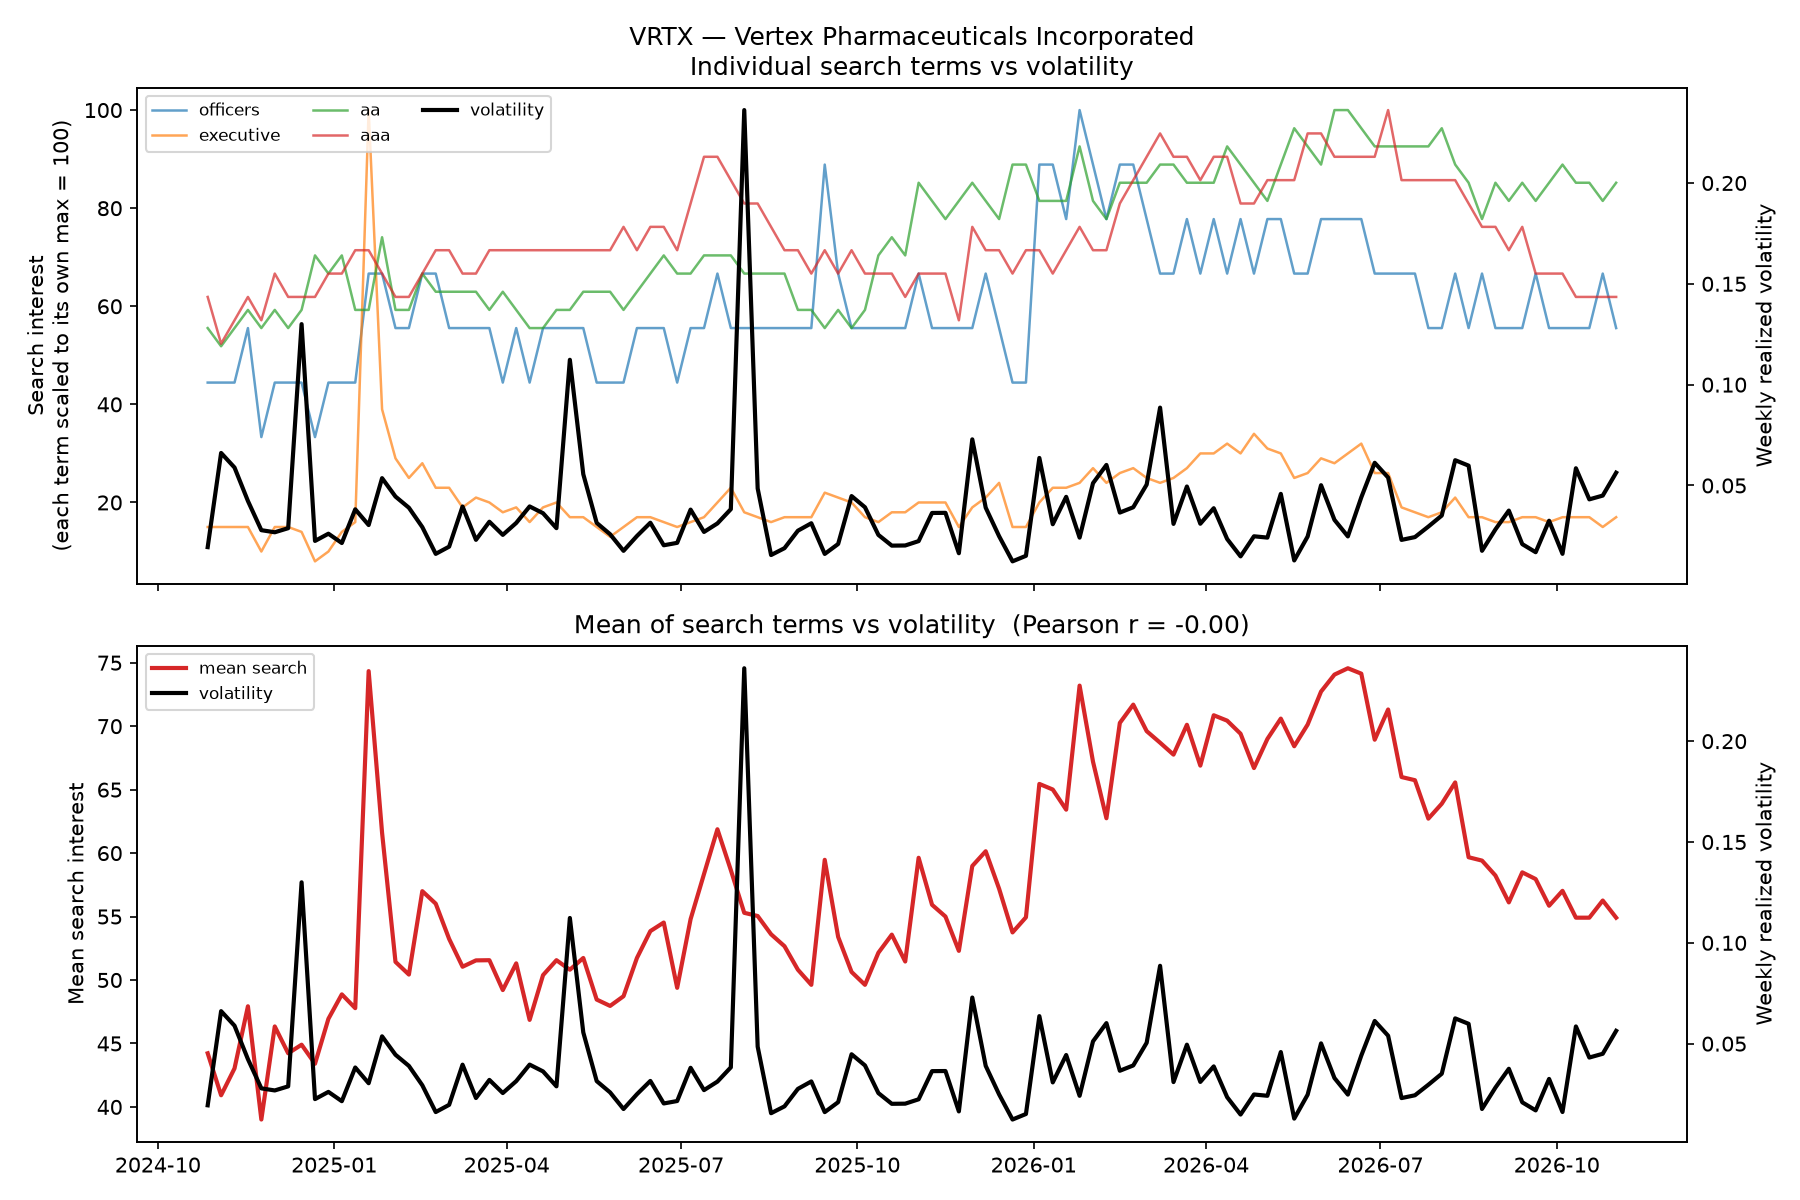 VRTX — Vertex Pharmaceuticals Incorporated
Individual search terms vs volatility
officers
executive
aa
aaa
volatility
Search interest
(each term scaled to its own max = 100)
100
80
60
40
20
0.20
0.15
0.10
0.05
Weekly realized volatility
Mean of search terms vs volatility (Pearson r = -0.00)
mean search
volatility
Mean search interest
75
70
65
60
55
50
45
40
0.20
0.15
0.10
0.05
Weekly realized volatility
2024-10 2025-01 2025-04 2025-07 2025-10 2026-01 2026-04 2026-07 2026-10